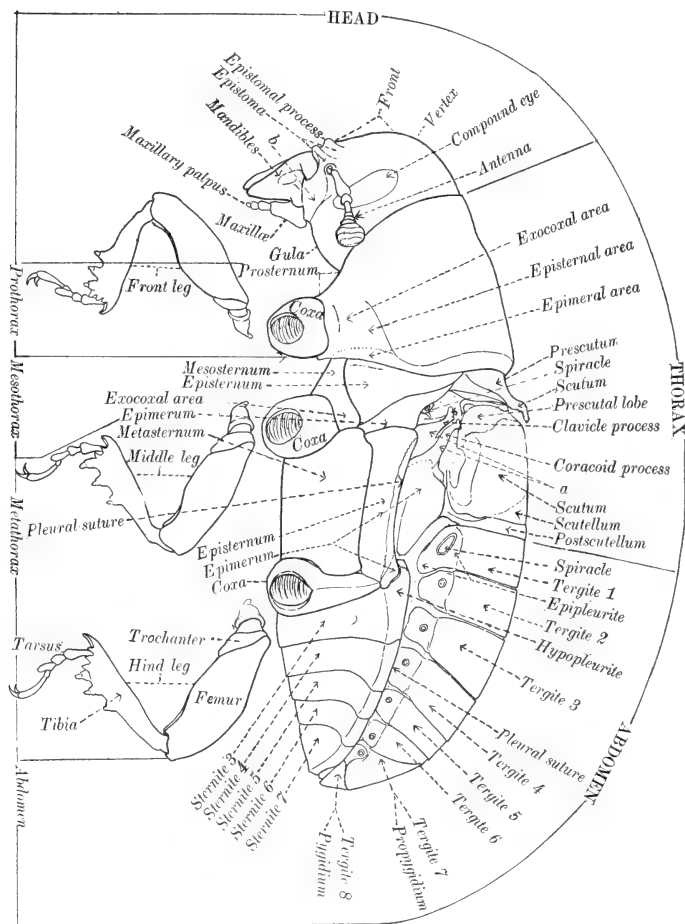 HEAD
Epistomal process
Epistoma
Front
Mandibles
b
Vertex
Compound eye
Maxillary palpus
Antenna
Maxillæ
Exocoxal area
Gula
Prosternum
Episternal area
Front leg
Epimeral area
Prothorax
Coxa
Prescutum
Mesosternum
Spiracle
Episternum
Scutum
THORAX
Mesothorax
Exocoxal area
Prescutal lobe
Epimerum
Clavicle process
Metasternum
Coxa
Middle leg
Coracoid process
a
Metathorax
Scutum
Pleural suture
Scutellum
Postscutellum
Episternum
Epimerum
Spiracle
Coxa
Tergite 1
Epipleurite
Tergite 2
Hypopleurite
Trochanter
Tarsus
Hind leg
Tergite 3
Femur
Tibia
Pleural suture
ABDOMEN
Abdomen
Sternite 3
Sternite 4
Sternite 5
Sternite 6
Sternite 7
Tergite 4
Tergite 5
Tergite 6
Tergite 7
Propygidium
Tergite 8
Pygidium